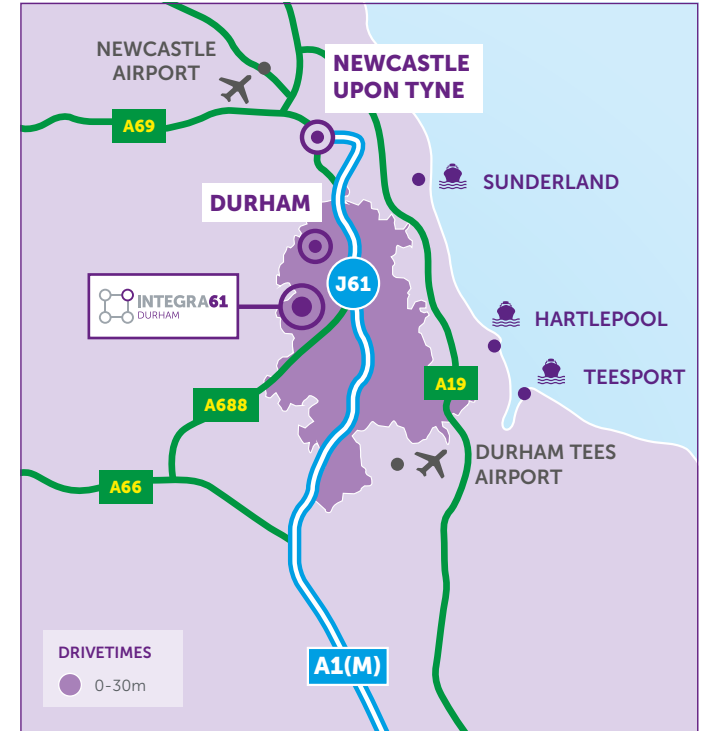 NEWCASTLE
AIRPORT
NEWCASTLE
UPON TYNE
A69
SUNDERLAND
DURHAM
J61
INTEGRA61
DURHAM
HARTLEPOOL
TEESPORT
A19
A688
DURHAM TEES
AIRPORT
A66
DRIVETIMES
0-30m
A1(M)